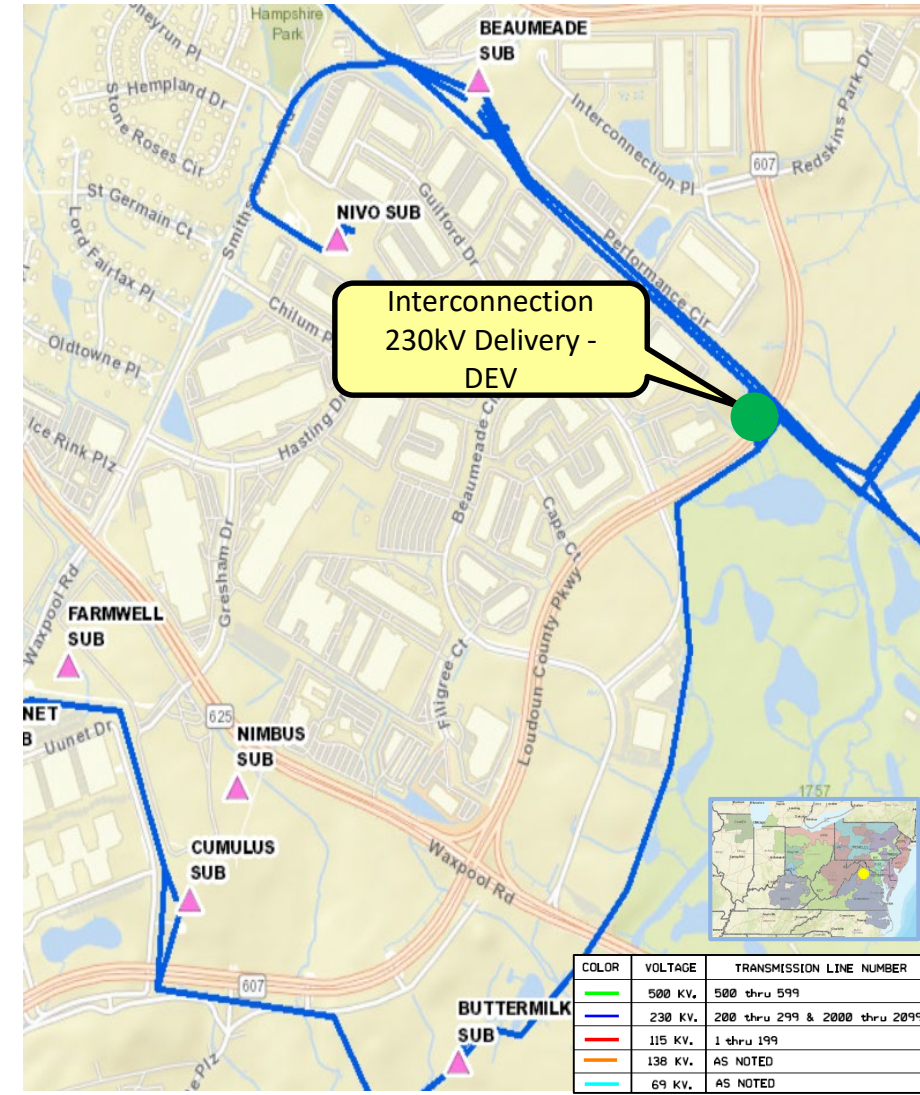 Hampshire
Park
BEAUMEADE
SUB
Hempland Dr
Stone Roses Cir
Interconnection Pl
Redskins Park Dr
607
St Germain Ct
Lord Fairfax Pl
NIVO SUB
Guilford Dr
Performance Cir
Interconnection
230kV Delivery -
DEV
Oldtowne Pl
Ice Rink Plz
Hasting Dr
Beaumeade Cir
Cape Ct
Gresham Dr
Waxpool Rd
FARMWELL
SUB
Filigree Ct
Loudoun County Pkwy
NET
B
Uunet Dr
625
NIMBUS
SUB
1757
CUMULUS
SUB
Waxpool Rd
607
BUTTERMILK
SUB
COLOR VOLTAGE TRANSMISSION LINE NUMBER
500 KV. 500 thru 599
230 KV. 200 thru 299 & 2000 thru 2099
115 KV. 1 thru 199
138 KV. AS NOTED
69 KV. AS NOTED